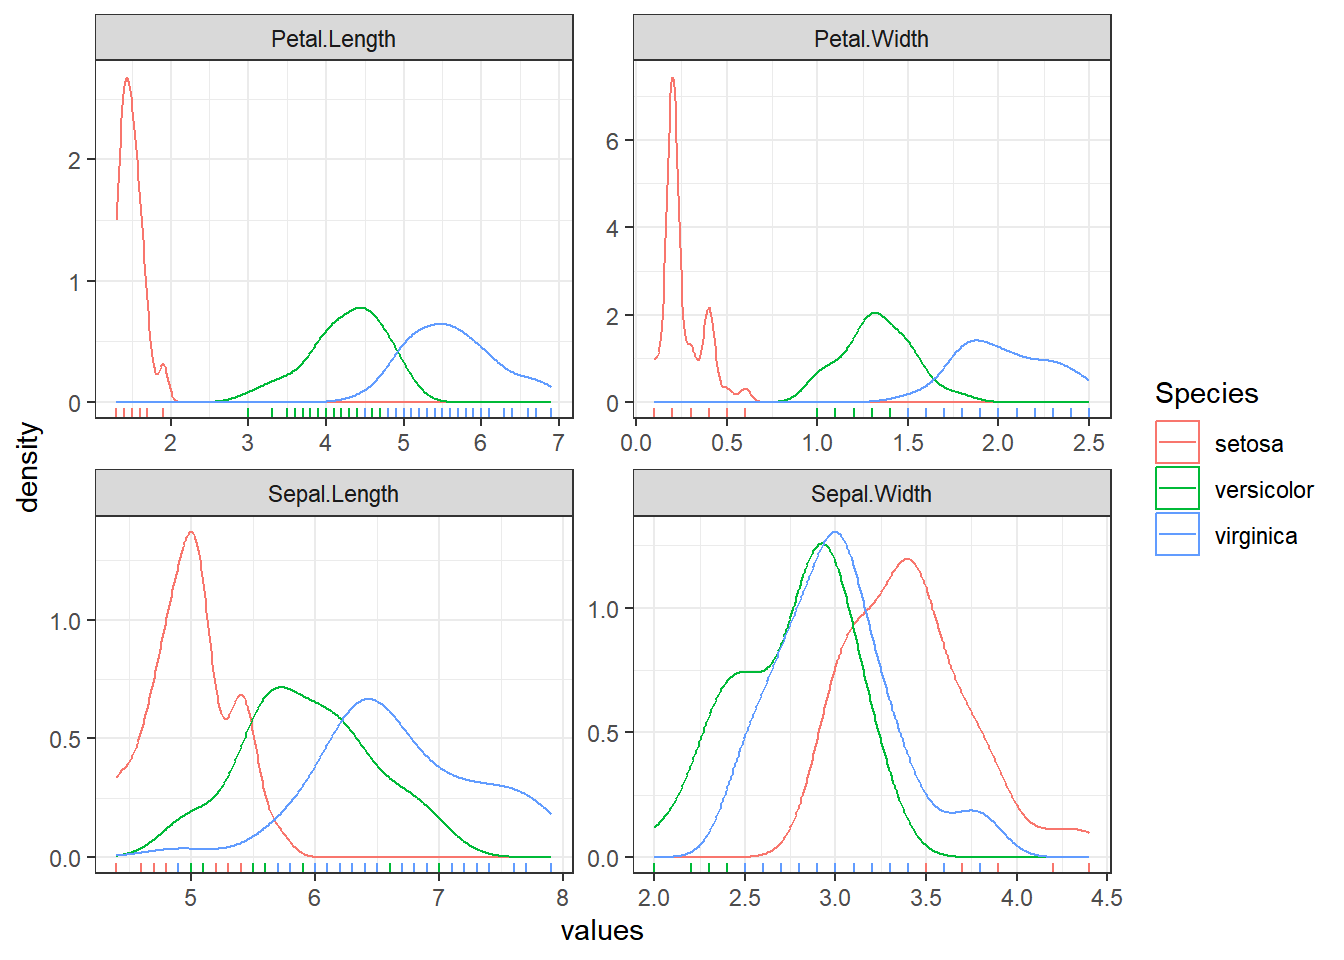 Petal.Length
Petal.Width
2
1
0
2 3 4 5 6 7
6
4
2
0
0.0 0.5 1.0 1.5 2.0 2.5
density
Sepal.Length
Sepal.Width
1.0
0.5
0.0
5 6 7 8
1.0
0.5
0.0
2.0 2.5 3.0 3.5 4.0 4.5
values
Species
setosa
versicolor
virginica